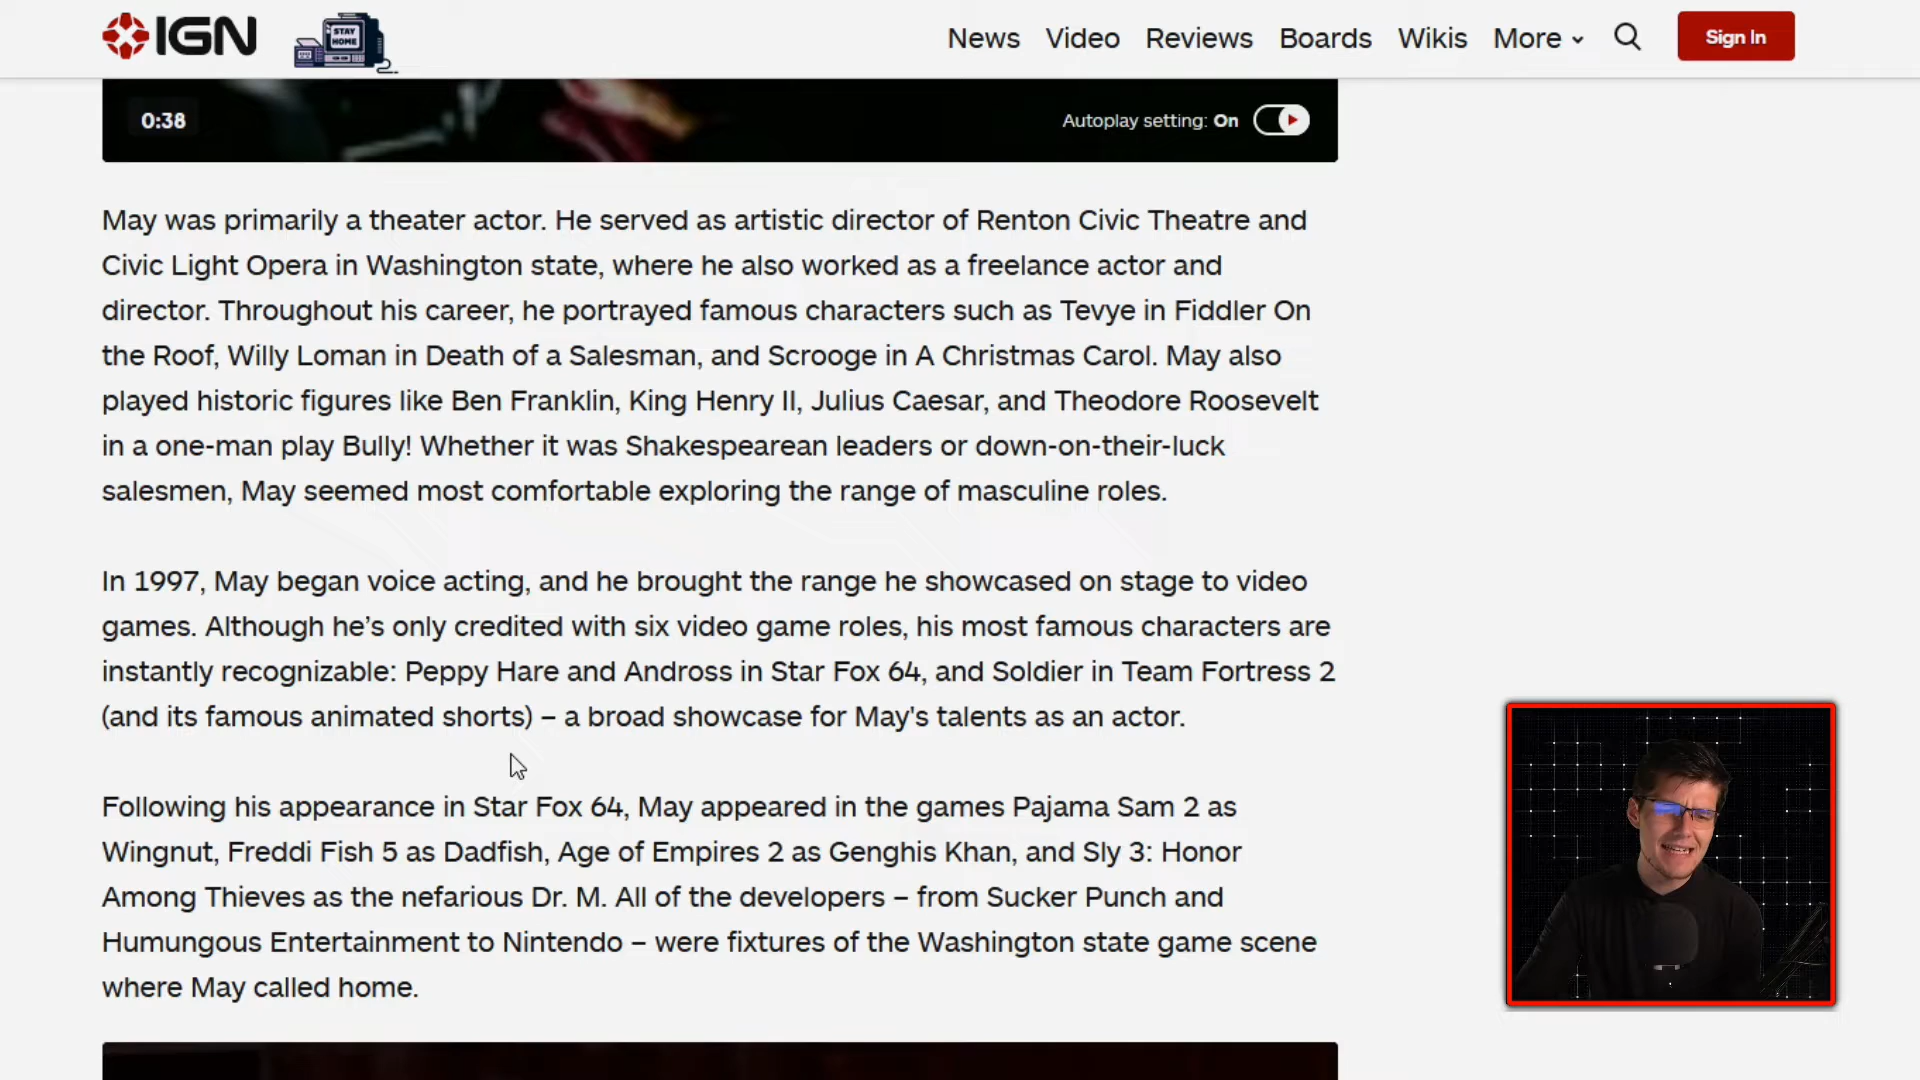 IGN
STAY
HOME
News Video Reviews Boards Wikis More
Sign In
0:38
Autoplay setting: On
May was primarily a theater actor. He served as artistic director of Renton Civic Theatre and
Civic Light Opera in Washington state, where he also worked as a freelance actor and
director. Throughout his career, he portrayed famous characters such as Tevye in Fiddler On
the Roof, Willy Loman in Death of a Salesman, and Scrooge in A Christmas Carol. May also
played historic figures like Ben Franklin, King Henry II, Julius Caesar, and Theodore Roosevelt
in a one-man play Bully! Whether it was Shakespearean leaders or down-on-their-luck
salesmen, May seemed most comfortable exploring the range of masculine roles.
In 1997, May began voice acting, and he brought the range he showcased on stage to video
games. Although he’s only credited with six video game roles, his most famous characters are
instantly recognizable: Peppy Hare and Andross in Star Fox 64, and Soldier in Team Fortress 2
(and its famous animated shorts) – a broad showcase for May's talents as an actor.
Following his appearance in Star Fox 64, May appeared in the games Pajama Sam 2 as
Wingnut, Freddi Fish 5 as Dadfish, Age of Empires 2 as Genghis Khan, and Sly 3: Honor
Among Thieves as the nefarious Dr. M. All of the developers – from Sucker Punch and
Humungous Entertainment to Nintendo – were fixtures of the Washington state game scene
where May called home.